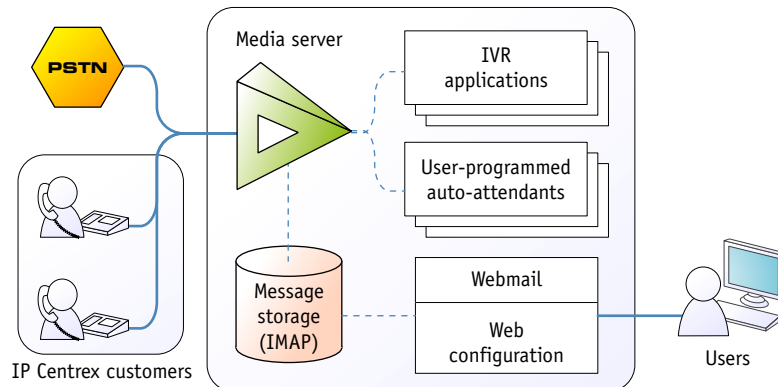 PSTN
Media server
IVR
applications
User-programmed
auto-attendants
Message
storage
(IMAP)
Webmail
Web
configuration
IP Centrex customers
Users